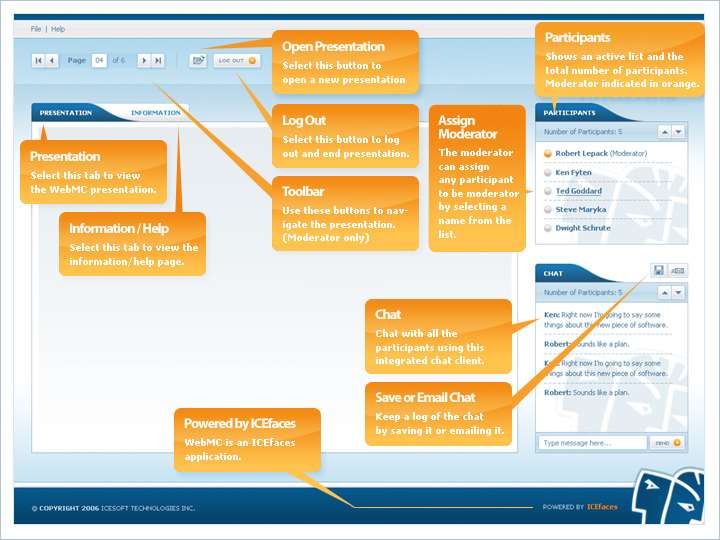 File | Help
Page 04 of 6
LOG OUT
Open Presentation
Select this button to
open a new presentation
Participants
Shows an active list and the
total number of participants.
Moderator indicated in orange.
PRESENTATION
INFORMATION
Log Out
Select this button to log
out and end presentation.
Assign
Moderator
The moderator
can assign
any participant
to be moderator
by selecting a
name from the
list.
PARTICIPANTS
Number of Participants: 5
Robert Lepack (Moderator)
Ken Fyten
Ted Goddard
Steve Maryka
Dwight Schrute
Presentation
Select this tab to view
the WebMC presentation.
Toolbar
Use these buttons to nav-
igate the presentation.
(Moderator only)
Information / Help
Select this tab to view the
information/help page.
CHAT
Number of Participants: 5
Ken: Right now I'm going to say some
things about this new piece of software.
Robert: Sounds like a plan.
Ken: Right now I'm going to say some
things about this new piece of software.
Robert: Sounds like a plan.
Type message here...
SEND
Chat
Chat with all the
participants using this
integrated chat client.
Save or Email Chat
Keep a log of the chat
by saving it or emailing it.
Powered by ICEfaces
WebMC is an ICEfaces
application.
© COPYRIGHT 2006 ICESOFT TECHNOLOGIES INC.
POWERED BY ICEfaces